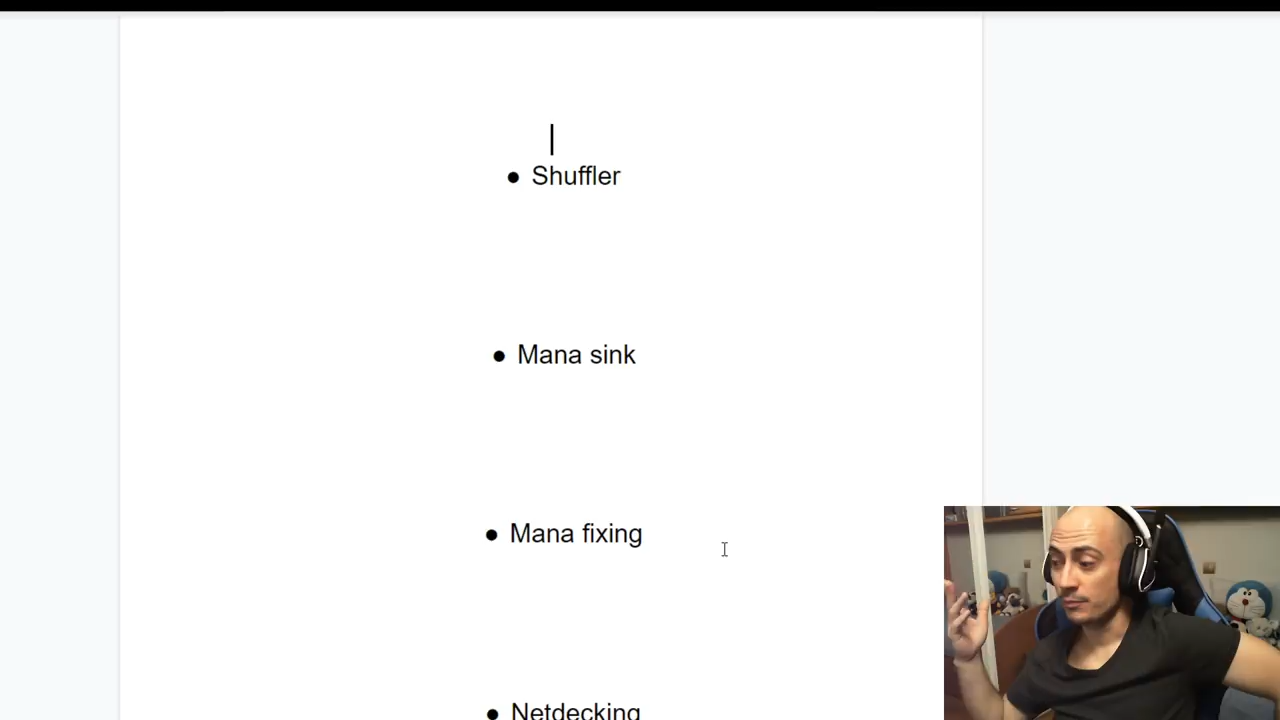 ● Shuffler
● Mana sink
● Mana fixing
● Netdecking